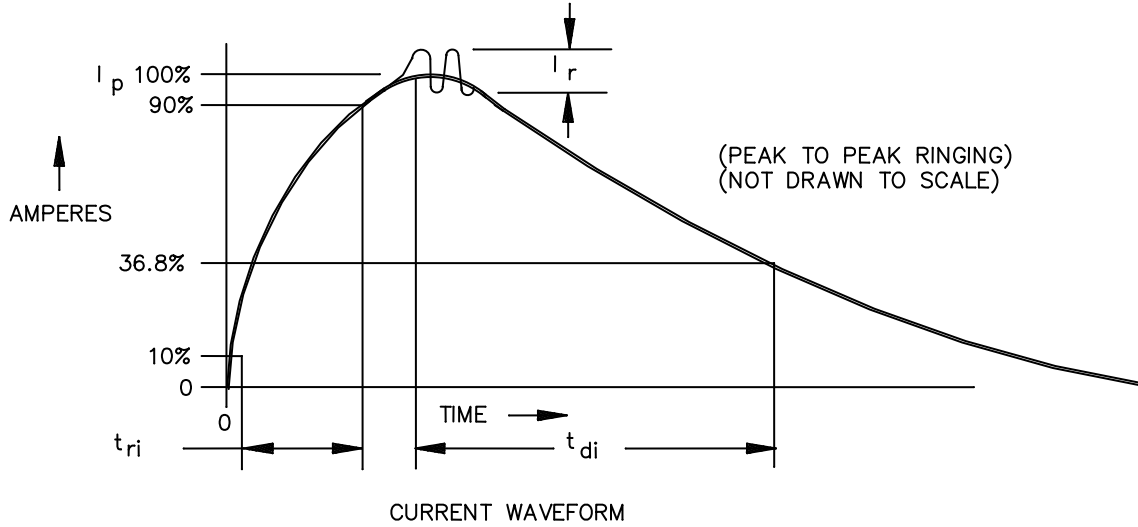 I p 100%
I r
90%
(PEAK TO PEAK RINGING)
(NOT DRAWN TO SCALE)
AMPERES
36.8%
10%
0
0
TIME
t ri
t di
CURRENT WAVEFORM